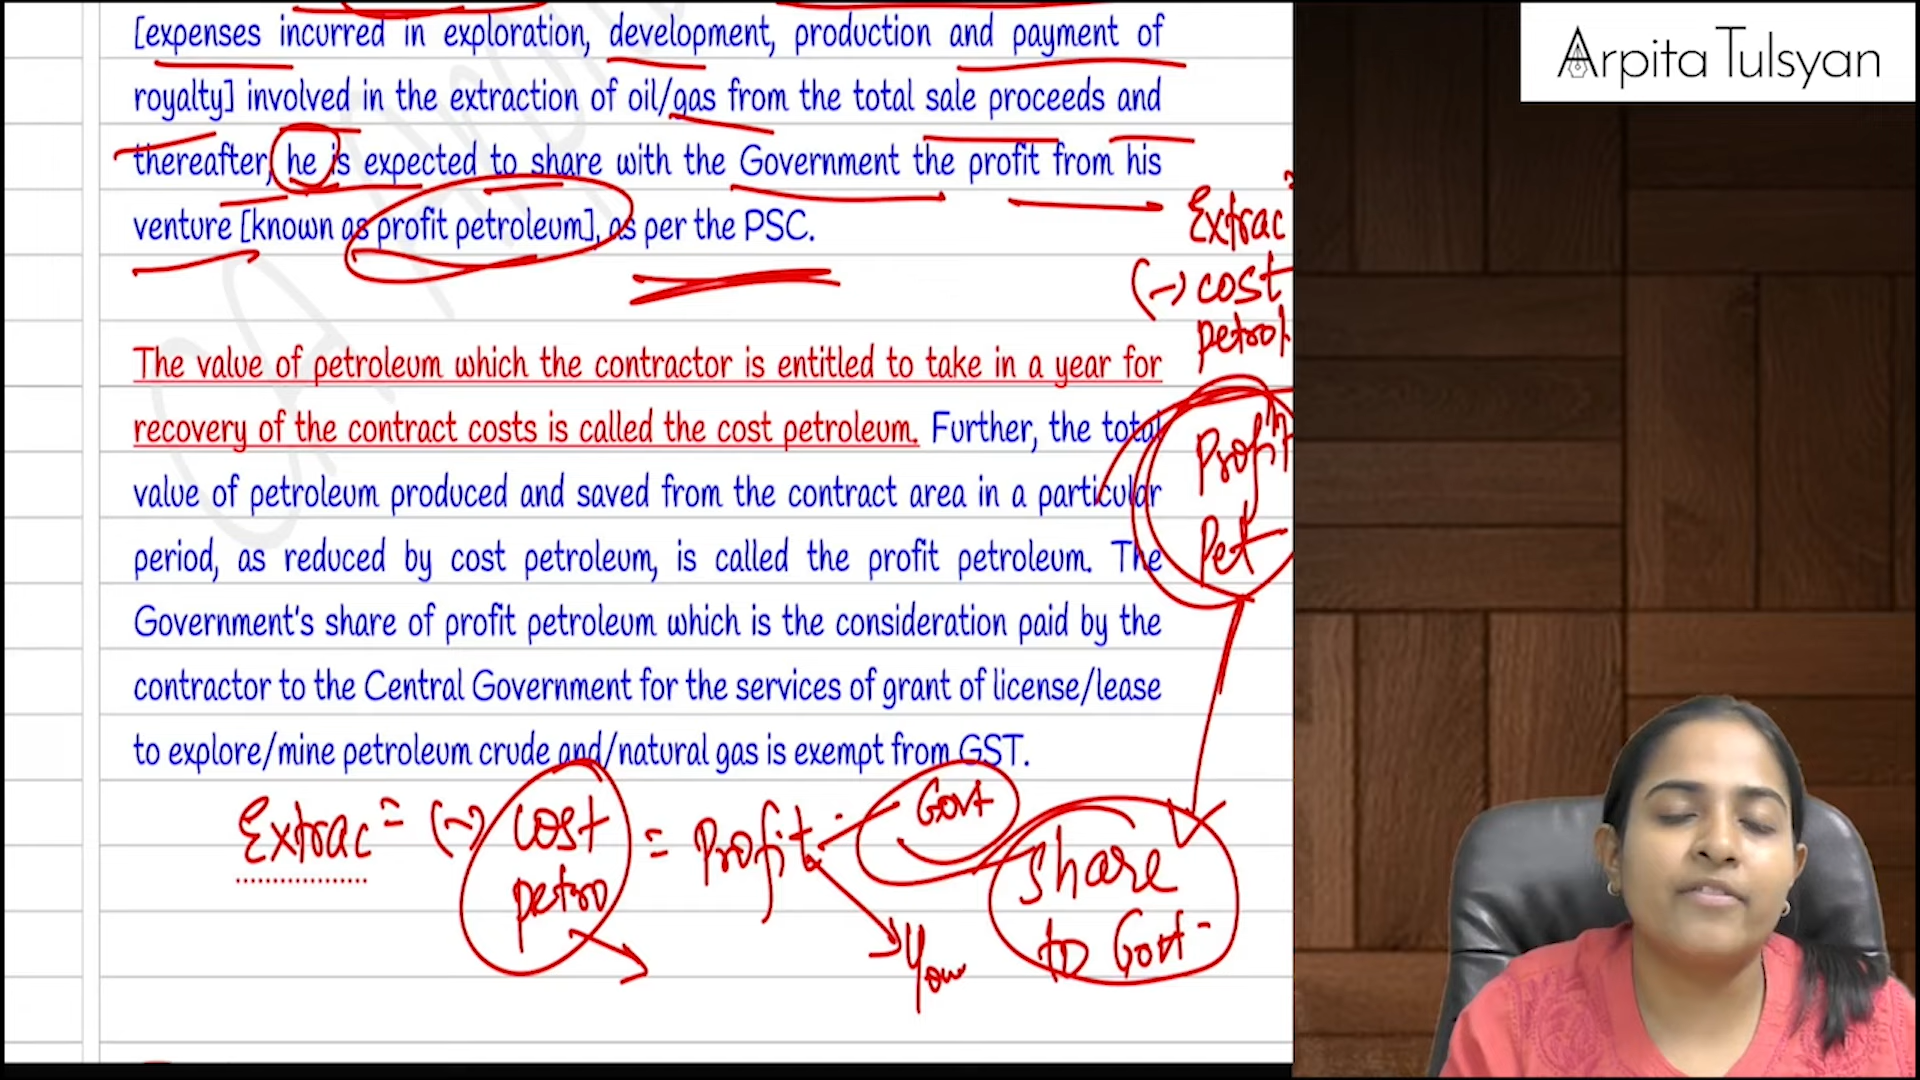 Arpita Tulsyan
[expenses incurred in exploration, development, production and payment of
royalty] involved in the extraction of oil/gas from the total sale proceeds and
thereafter, he is expected to share with the Government the profit from his
venture [known as profit petroleum], as per the PSC.
Extrac
(-) cost
petrol
Profit
Pet
The value of petroleum which the contractor is entitled to take in a year for
recovery of the contract costs is called the cost petroleum. Further, the total
value of petroleum produced and saved from the contract area in a particular
period, as reduced by cost petroleum, is called the profit petroleum. The
Government's share of profit petroleum which is the consideration paid by the
contractor to the Central Government for the services of grant of license/lease
to explore/mine petroleum crude and/natural gas is exempt from GST.
Extrac = (-) cost petro = Profit
Govt
You
share
to Govt